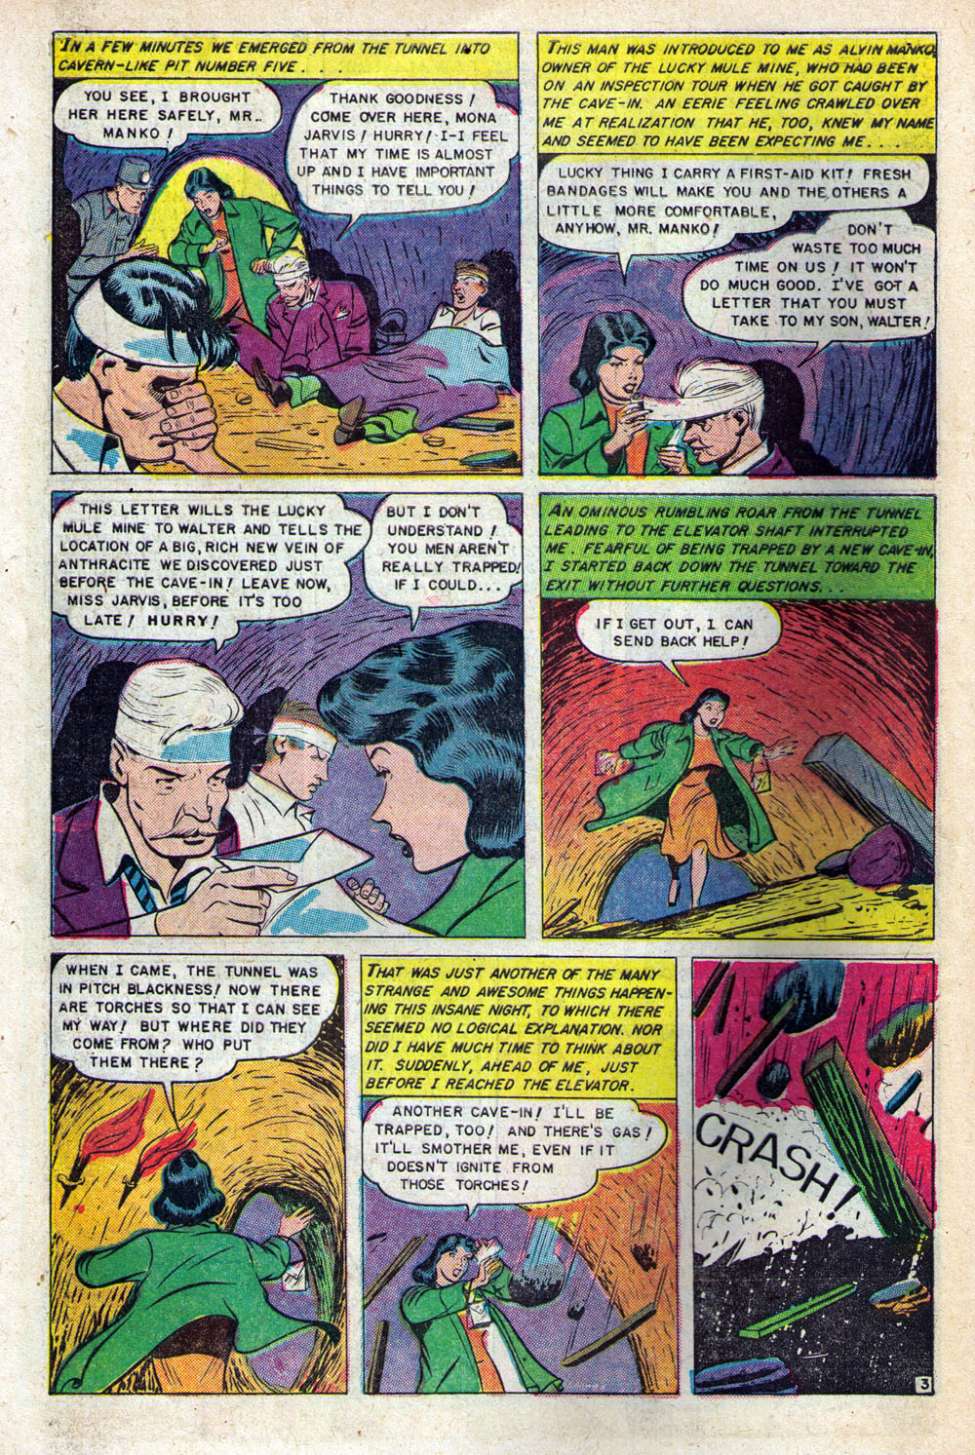 IN A FEW MINUTES WE EMERGED FROM THE TUNNEL INTO
CAVERN-LIKE PIT NUMBER FIVE. . . .
YOU SEE, I BROUGHT
HER HERE SAFELY, MR..
MANKO!
THANK GOODNESS!
COME OVER HERE, MONA
JARVIS! HURRY! I-I FEEL
THAT MY TIME IS ALMOST
UP AND I HAVE IMPORTANT
THINGS TO TELL YOU!
THIS MAN WAS INTRODUCED TO ME AS ALVIN MANKO,
OWNER OF THE LUCKY MULE MINE, WHO HAD BEEN
ON AN INSPECTION TOUR WHEN HE GOT CAUGHT BY
THE CAVE-IN. AN EERIE FEELING CRAWLED OVER
ME AT REALIZATION THAT HE, TOO, KNEW MY NAME
AND SEEMED TO HAVE BEEN EXPECTING ME. . . .
LUCKY THING I CARRY A FIRST-AID KIT! FRESH
BANDAGES WILL MAKE YOU AND THE OTHERS A
LITTLE MORE COMFORTABLE,
ANYHOW, MR. MANKO!
DON'T
WASTE TOO MUCH
TIME ON US! IT WON'T
DO MUCH GOOD. I'VE GOT A
LETTER THAT YOU MUST
TAKE TO MY SON, WALTER!
THIS LETTER WILLS THE LUCKY
MULE MINE TO WALTER AND TELLS THE
LOCATION OF A BIG, RICH NEW VEIN OF
ANTHRACITE WE DISCOVERED JUST
BEFORE THE CAVE-IN! LEAVE NOW,
MISS JARVIS, BEFORE IT'S TOO
LATE! HURRY!
BUT I DON'T
UNDERSTAND!
YOU MEN AREN'T
REALLY TRAPPED!
IF I COULD...
AN OMINOUS RUMBLING ROAR FROM THE TUNNEL
LEADING TO THE ELEVATOR SHAFT INTERRUPTED
ME. FEARFUL OF BEING TRAPPED BY A NEW CAVE-IN,
I STARTED BACK DOWN THE TUNNEL TOWARD THE
EXIT WITHOUT FURTHER QUESTIONS...
IF I GET OUT, I CAN
SEND BACK HELP!
WHEN I CAME, THE TUNNEL WAS
IN PITCH BLACKNESS! NOW THERE
ARE TORCHES SO THAT I CAN SEE
MY WAY! BUT WHERE DID THEY
COME FROM? WHO PUT
THEM THERE?
THAT WAS JUST ANOTHER OF THE MANY
STRANGE AND AWESOME THINGS HAPPEN-
ING THIS INSANE NIGHT, TO WHICH THERE
SEEMED NO LOGICAL EXPLANATION. NOR
DID I HAVE MUCH TIME TO THINK ABOUT
IT. SUDDENLY, AHEAD OF ME, JUST
BEFORE I REACHED THE ELEVATOR.
ANOTHER CAVE-IN! I'LL BE
TRAPPED, TOO! AND THERE'S GAS!
IT'LL SMOTHER ME, EVEN IF IT
DOESN'T IGNITE FROM
THOSE TORCHES!
CRASH!
3